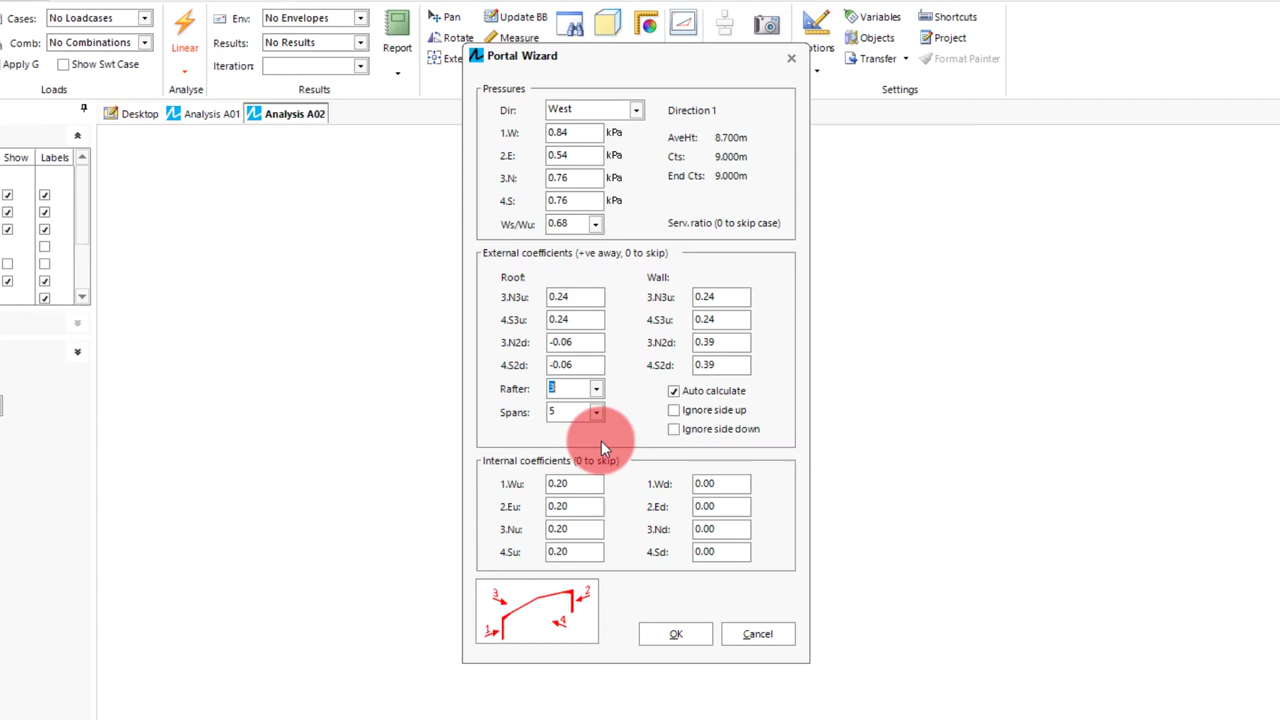 Cases: No Loadcases
Comb: No Combinations
Apply G Show Swt Case
Loads
Linear
Analyse
Env: No Envelopes
Results: No Results
Iteration:
Results
Report
Pan
Rotate
Update BB
Measure
Variables
Objects
Transfer
Shortcuts
Project
Format Painter
Settings
Desktop Analysis A01 Analysis A02
Show Labels
Portal Wizard
Pressures
Dir: West Direction 1
1.W: 0.84 kPa AveHt: 8.700m
2.E: 0.54 kPa Cts: 9.000m
3.N: 0.76 kPa End Cts: 9.000m
4.S: 0.76 kPa
Ws/Wu: 0.68 Serv. ratio (0 to skip case)
External coefficients (+ve away, 0 to skip)
Roof: Wall:
3.N3u: 0.24 3.N3u: 0.24
4.S3u: 0.24 4.S3u: 0.24
3.N2d: -0.06 3.N2d: 0.39
4.S2d: -0.06 4.S2d: 0.39
Rafter: 3 Auto calculate
Spans: 5 Ignore side up
Ignore side down
Internal coefficients (0 to skip)
1.Wu: 0.20 1.Wd: 0.00
2.Eu: 0.20 2.Ed: 0.00
3.Nu: 0.20 3.Nd: 0.00
4.Su: 0.20 4.Sd: 0.00
3 2
1 4
OK Cancel